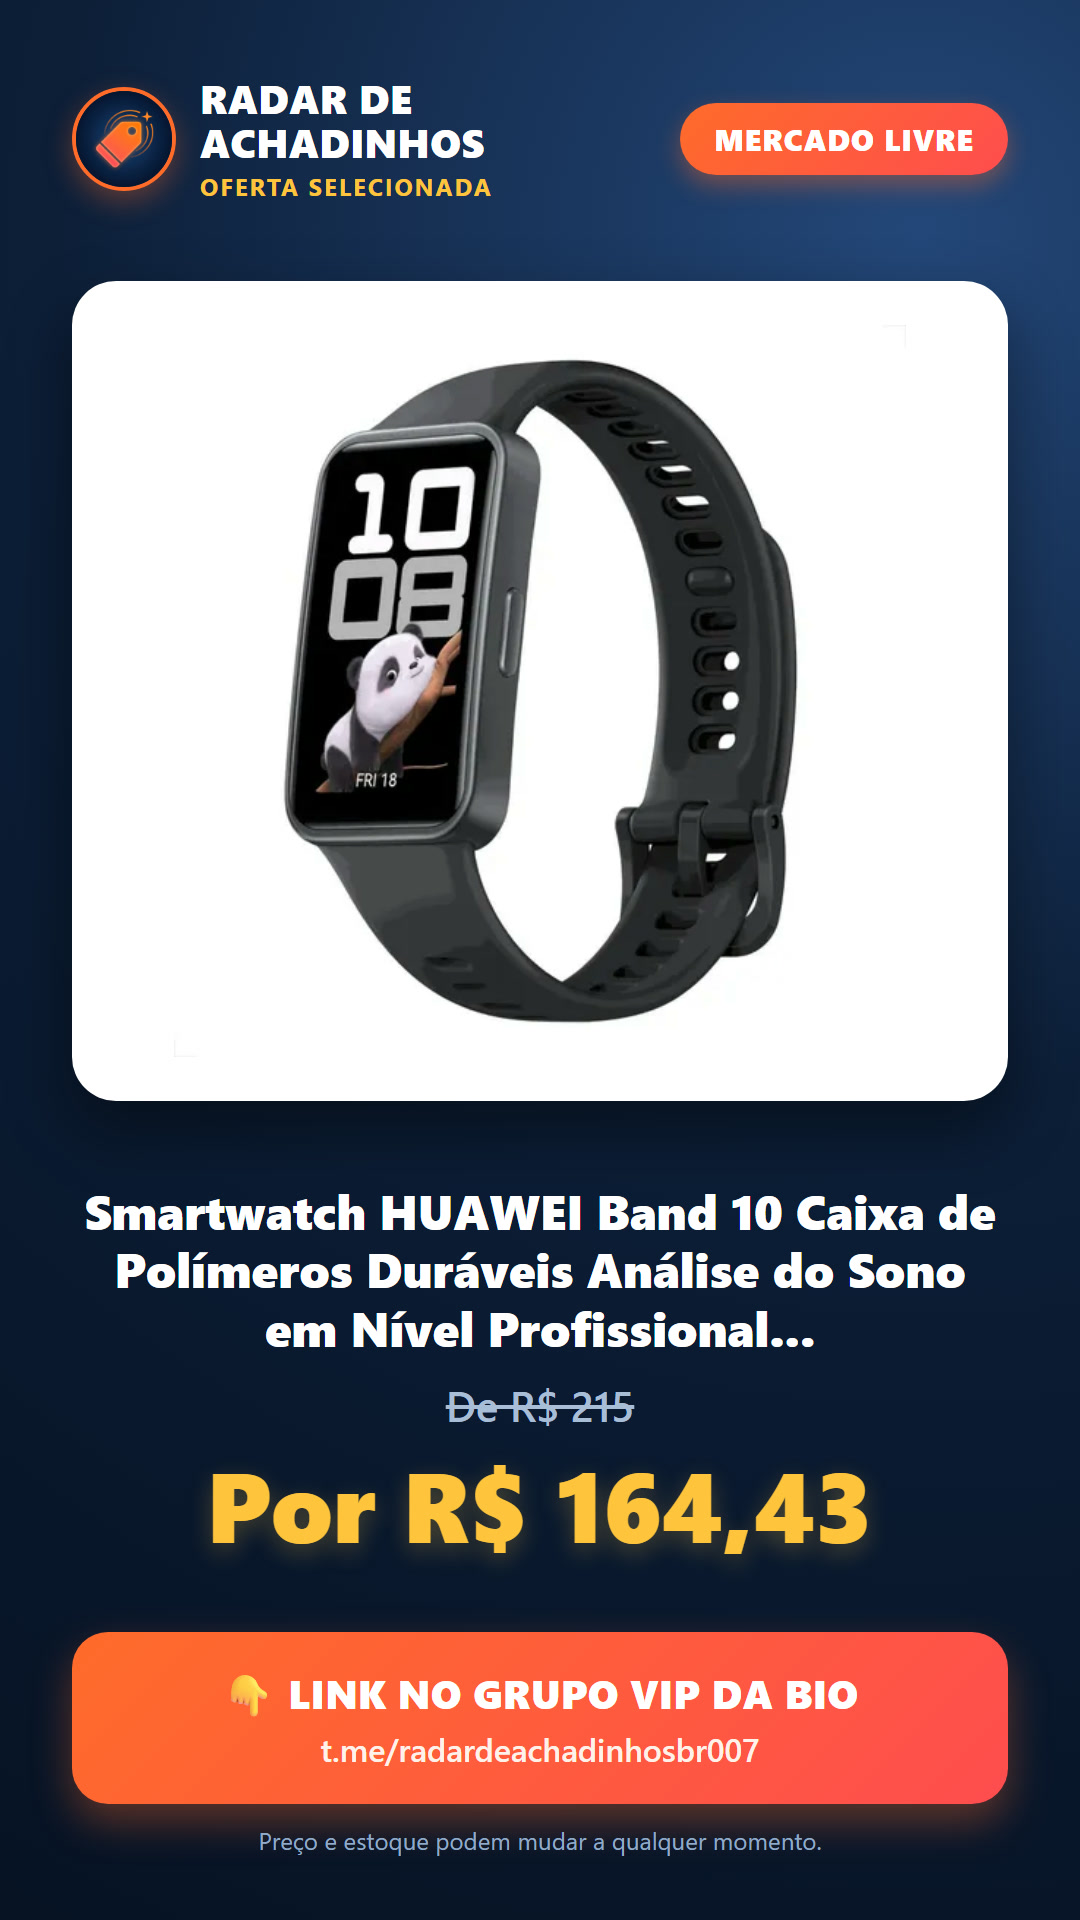 RADAR DE
ACHADINHOS
OFERTA SELECIONADA
MERCADO LIVRE
10
08
FRI 18
Smartwatch HUAWEI Band 10 Caixa de
Polímeros Duráveis Análise do Sono
em Nível Profissional...
De R$ 215
Por R$ 164,43
👇 LINK NO GRUPO VIP DA BIO
t.me/radardeachadinhosbr007
Preço e estoque podem mudar a qualquer momento.